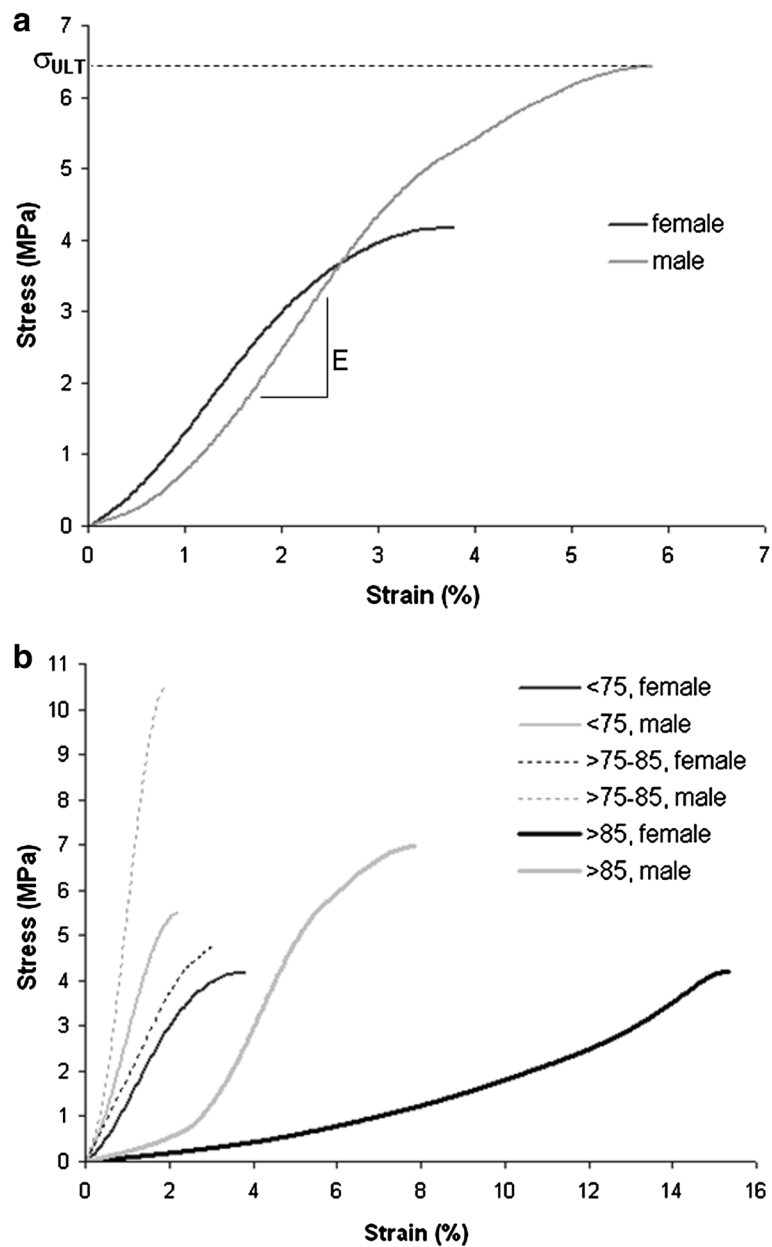 a
7
σULT
6
5
4
3
2
1
0
Stress (MPa)
female
male
E
0 1 2 3 4 5 6 7
Strain (%)
b
11
10
9
8
7
6
5
4
3
2
1
0
Stress (MPa)
<75, female
<75, male
>75-85, female
>75-85, male
>85, female
>85, male
0 2 4 6 8 10 12 14 16
Strain (%)